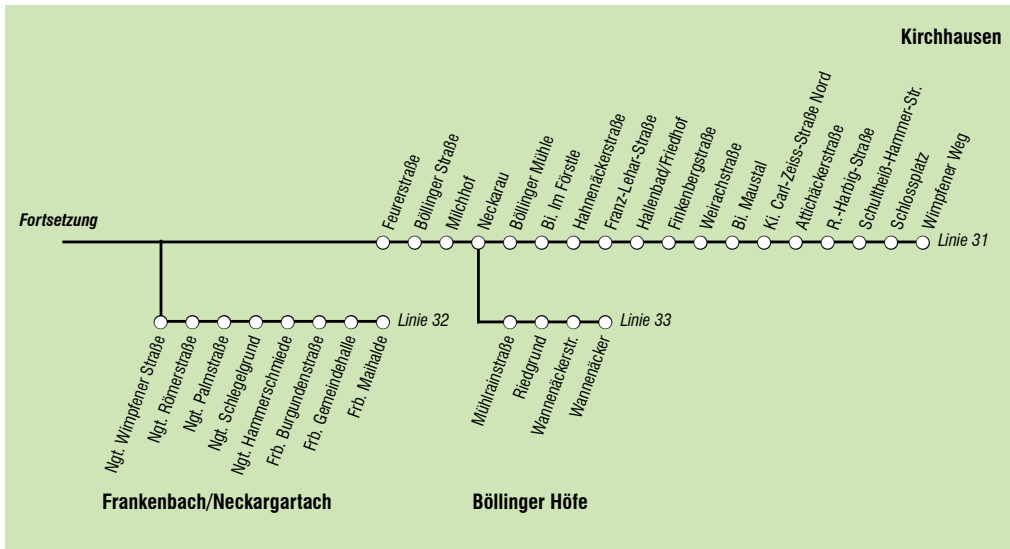 Kirchhausen
Fortsetzung
Feurerstraße
Böllinger Straße
Milchhof
Neckarau
Böllinger Mühle
Bi. Im Förstle
Hahnenäckerstraße
Franz-Lehar-Straße
Hallenbad/Friedhof
Finkenbergstraße
Weirachstraße
Bi. Maustal
Ki. Carl-Zeiss-Straße Nord
Attichäckerstraße
R.-Harbig-Straße
Schultheiß-Hammer-Str.
Schlossplatz
Wimpfener Weg
Linie 31
Linie 32
Linie 33
Ngt. Wimpfener Straße
Ngt. Römerstraße
Ngt. Palmstraße
Ngt. Schlegelgrund
Ngt. Hammerschmiede
Frb. Burgundenstraße
Frb. Gemeindehalle
Frb. Maihalde
Mühlrainstraße
Riedgrund
Wannenäckerstr.
Wannenäcker
Frankenbach/Neckargartach
Böllinger Höfe